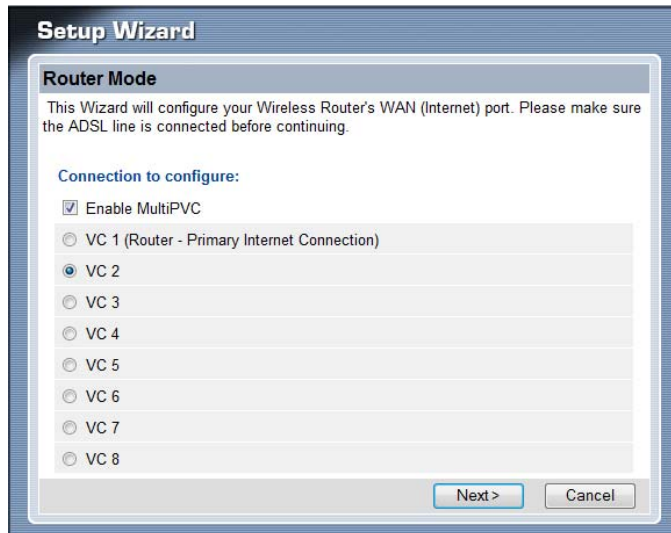 Setup Wizard
Router Mode
This Wizard will configure your Wireless Router's WAN (Internet) port. Please make sure
the ADSL line is connected before continuing.
Connection to configure:
Enable MultiPVC
VC 1 (Router - Primary Internet Connection)
VC 2
VC 3
VC 4
VC 5
VC 6
VC 7
VC 8
Next > Cancel